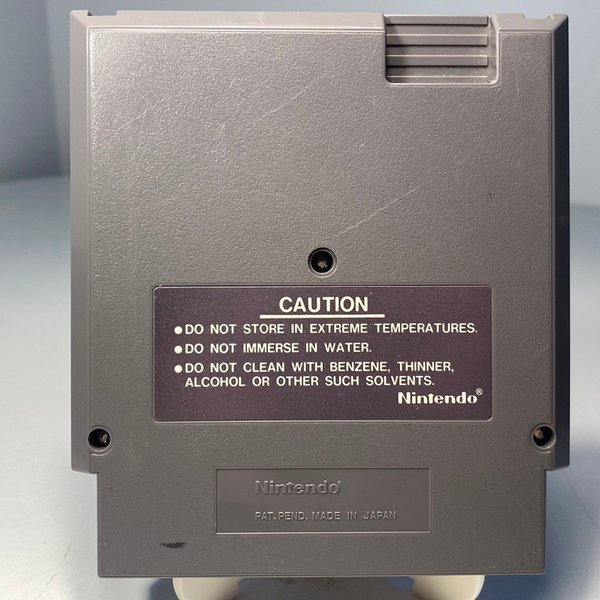 CAUTION
●DO NOT STORE IN EXTREME TEMPERATURES.
●DO NOT IMMERSE IN WATER.
●DO NOT CLEAN WITH BENZENE, THINNER,
ALCOHOL OR OTHER SUCH SOLVENTS.
Nintendo®
Nintendo®
PAT. PEND. MADE IN JAPAN